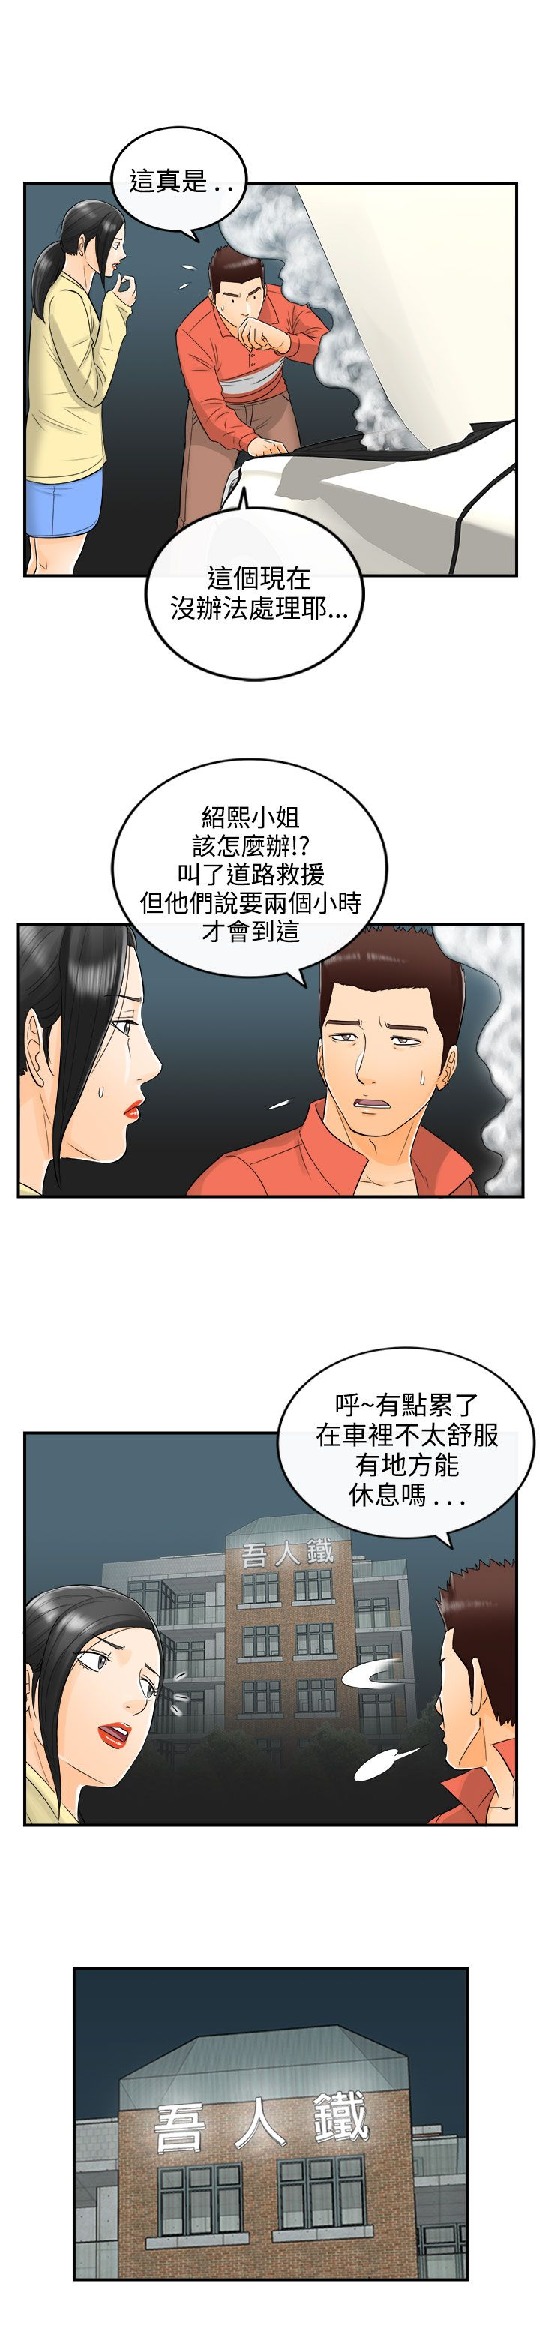 這真是 . .
這個現在
沒辦法處理耶...
紹熙小姐
該怎麼辦!?
叫了道路救援
但他們說要兩個小時
才會到這
呼~有點累了
在車裡不太舒服
有地方能
休息嗎 . . .
吾人鐵
吾人鐵